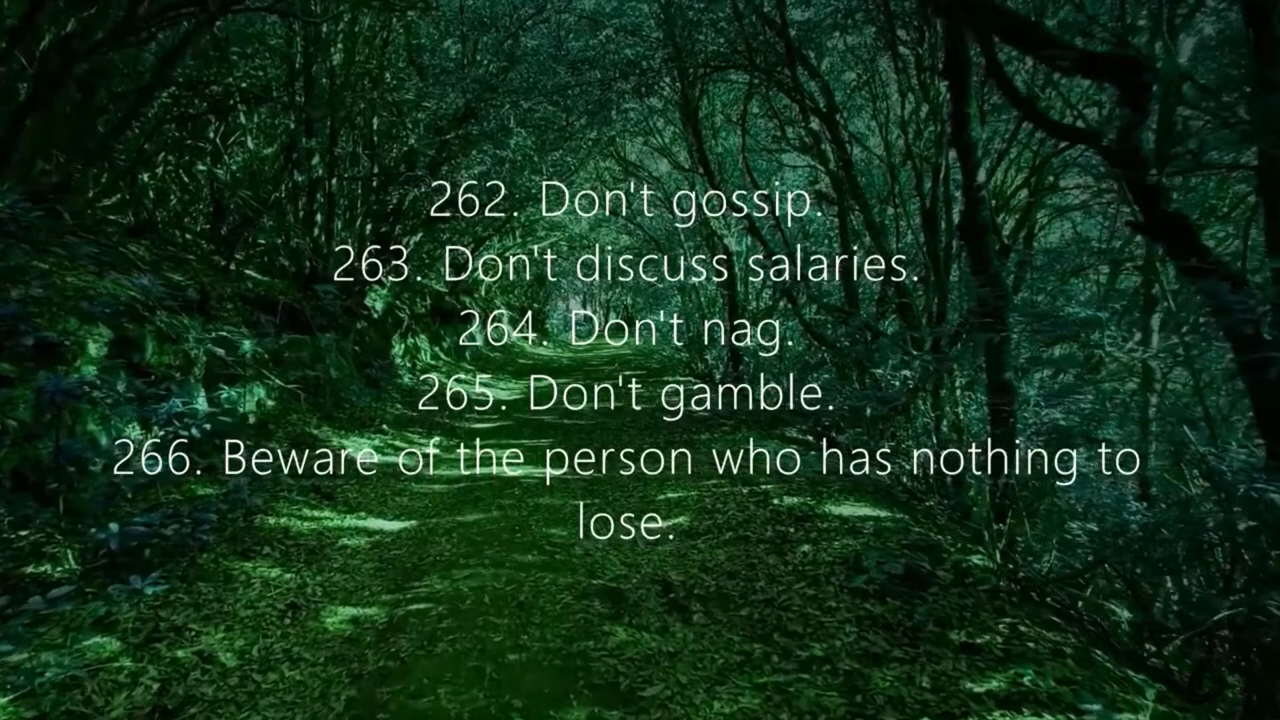 262. Don't gossip.
263. Don't discuss salaries.
264. Don't nag.
265. Don't gamble.
266. Beware of the person who has nothing to
lose.